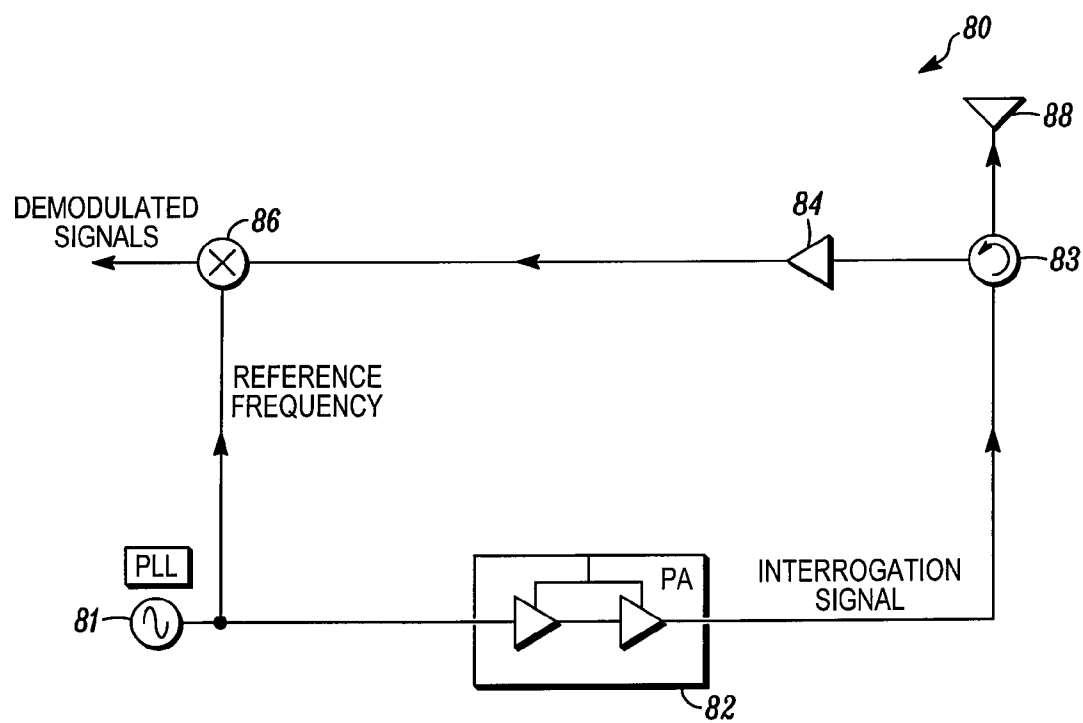 80
88
DEMODULATED
SIGNALS
86
84
83
REFERENCE
FREQUENCY
PLL
81
PA
INTERROGATION
SIGNAL
82